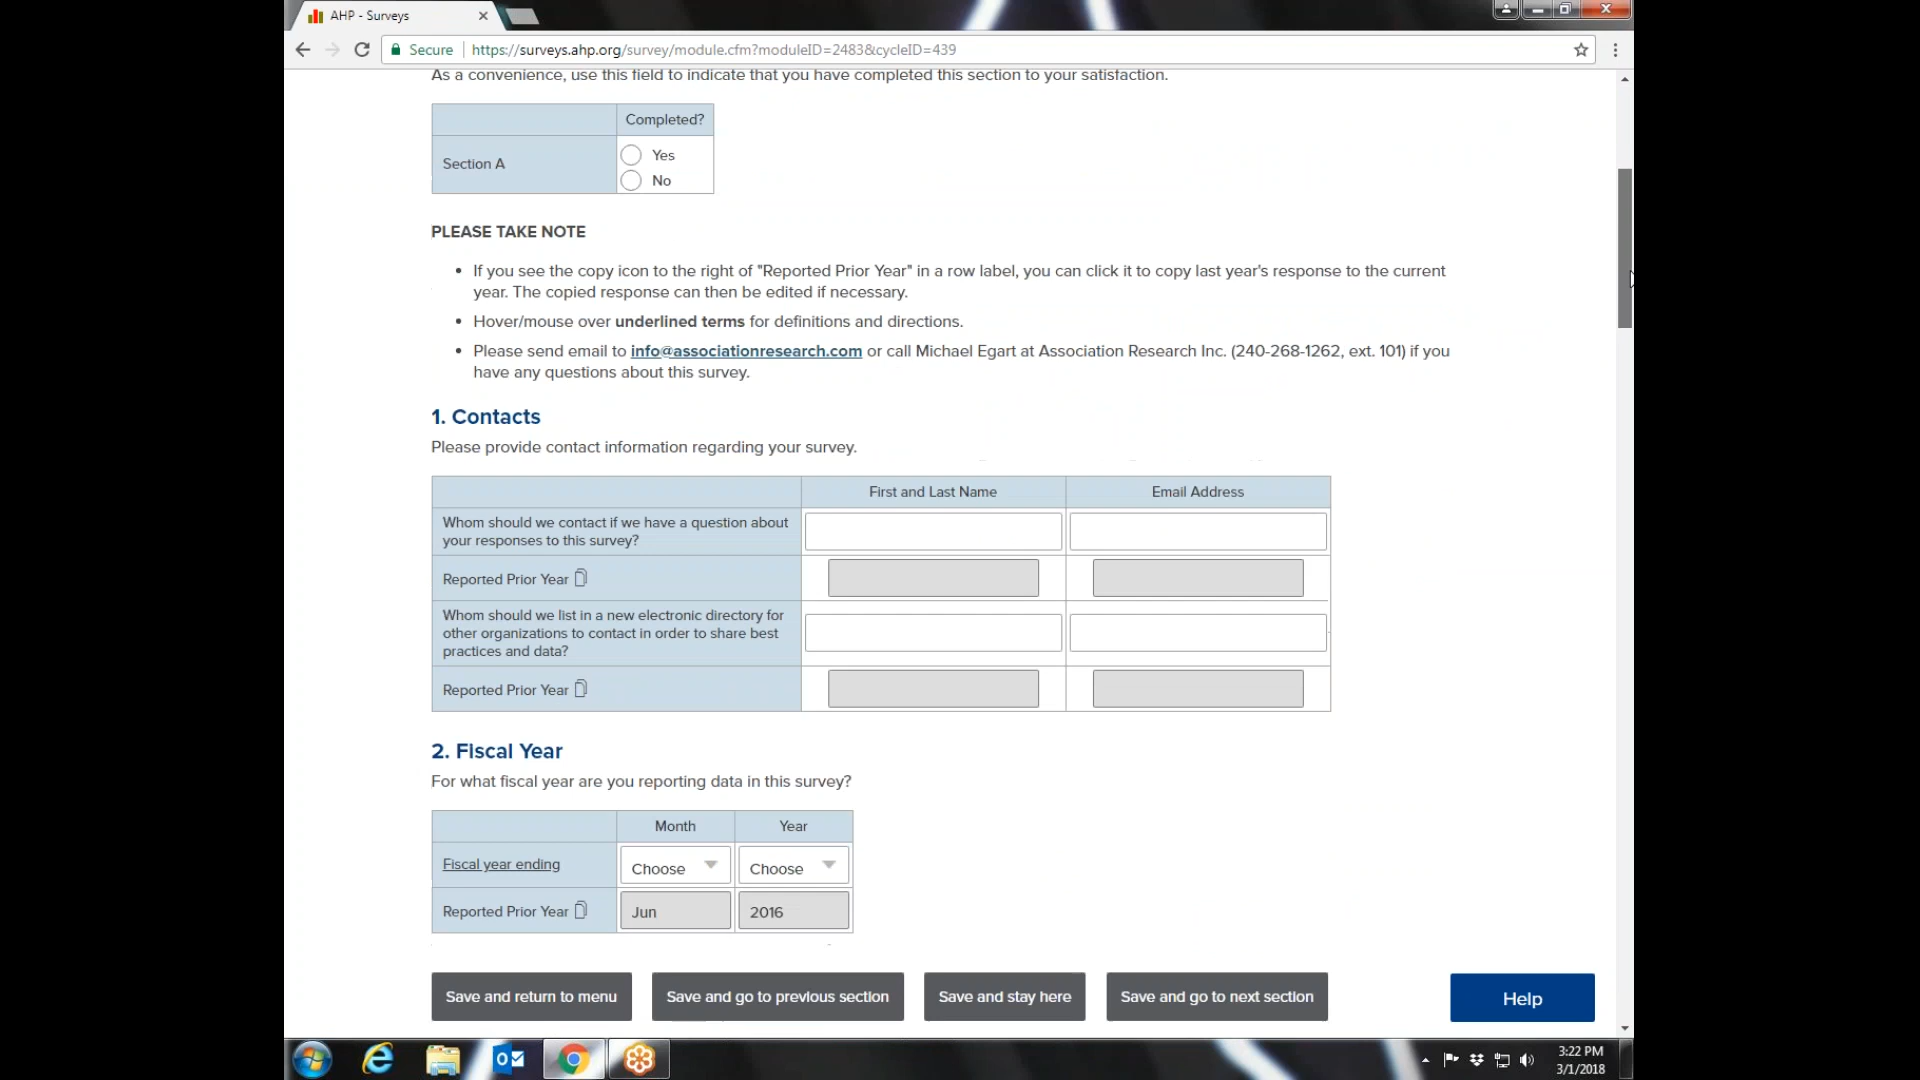 AHP - Surveys
Secure https://surveys.ahp.org/survey/module.cfm?moduleID=2483&cycleID=439
As a convenience, use this field to indicate that you have completed this section to your satisfaction.
Completed?
Section A
Yes
No
PLEASE TAKE NOTE
• If you see the copy icon to the right of "Reported Prior Year" in a row label, you can click it to copy last year's response to the current
year. The copied response can then be edited if necessary.
• Hover/mouse over underlined terms for definitions and directions.
• Please send email to info@associationresearch.com or call Michael Egart at Association Research Inc. (240-268-1262, ext. 101) if you
have any questions about this survey.
1. Contacts
Please provide contact information regarding your survey.
First and Last Name Email Address
Whom should we contact if we have a question about
your responses to this survey?
Reported Prior Year
Whom should we list in a new electronic directory for
other organizations to contact in order to share best
practices and data?
Reported Prior Year
2. Fiscal Year
For what fiscal year are you reporting data in this survey?
Month Year
Fiscal year ending Choose Choose
Reported Prior Year Jun 2016
Save and return to menu Save and go to previous section Save and stay here Save and go to next section Help
3:22 PM
3/1/2018